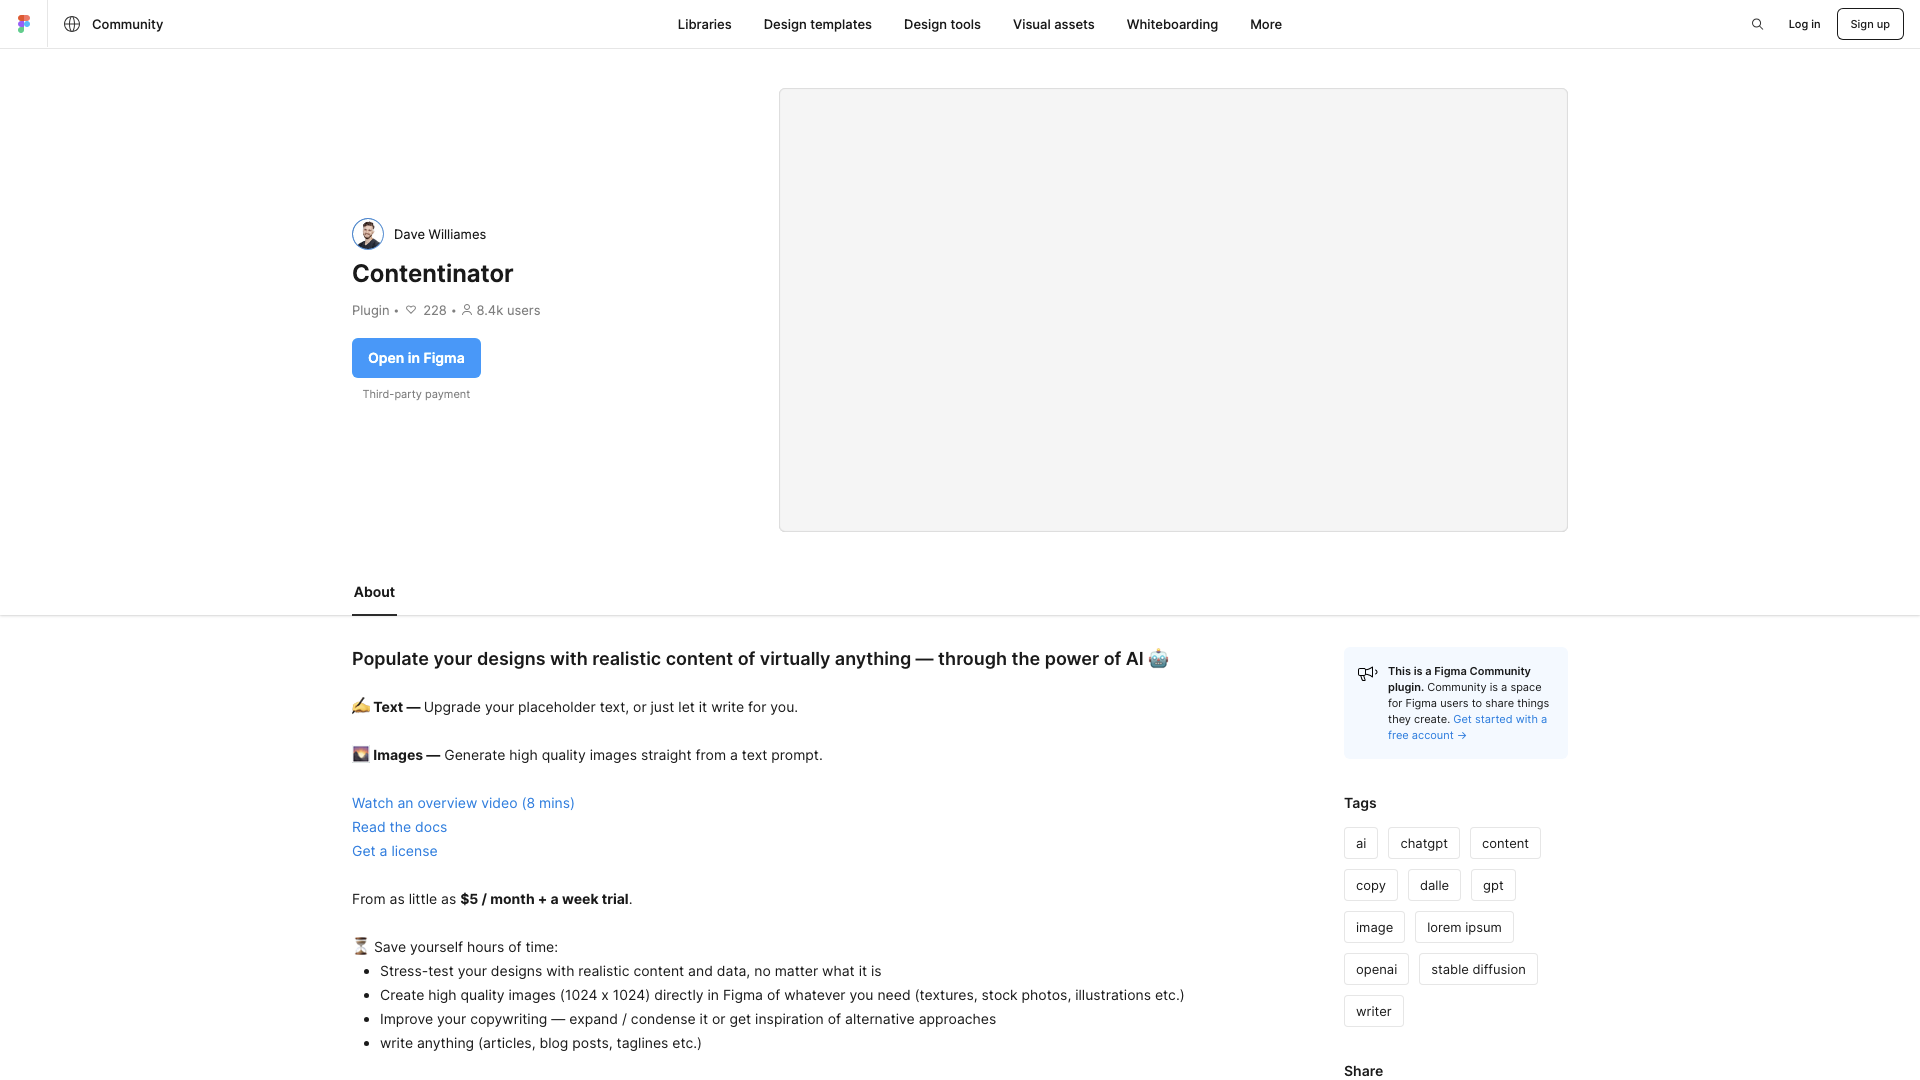 Community
Libraries
Design templates
Design tools
Visual assets
Whiteboarding
More
Log in
Sign up
Dave Williames
Contentinator
Plugin • 228 • 8.4k users
Open in Figma
Third-party payment
About
Populate your designs with realistic content of virtually anything — through the power of AI 🤖
✍️ Text — Upgrade your placeholder text, or just let it write for you.
🌄 Images — Generate high quality images straight from a text prompt.
Watch an overview video (8 mins)
Read the docs
Get a license
From as little as $5 / month + a week trial.
⏳ Save yourself hours of time:
• Stress-test your designs with realistic content and data, no matter what it is
• Create high quality images (1024 x 1024) directly in Figma of whatever you need (textures, stock photos, illustrations etc.)
• Improve your copywriting — expand / condense it or get inspiration of alternative approaches
• write anything (articles, blog posts, taglines etc.)
This is a Figma Community
plugin. Community is a space
for Figma users to share things
they create. Get started with a
free account →
Tags
ai
chatgpt
content
copy
dalle
gpt
image
lorem ipsum
openai
stable diffusion
writer
Share